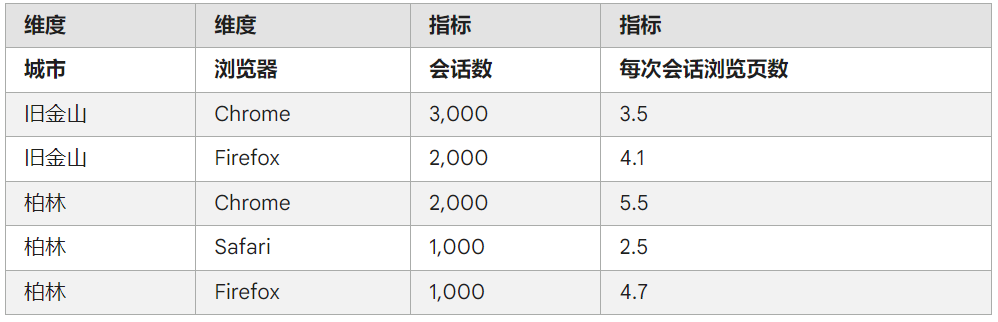 维度 维度 指标 指标
城市 浏览器 会话数 每次会话浏览页数
旧金山 Chrome 3,000 3.5
旧金山 Firefox 2,000 4.1
柏林 Chrome 2,000 5.5
柏林 Safari 1,000 2.5
柏林 Firefox 1,000 4.7